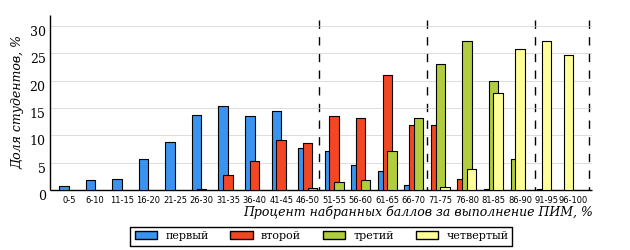 Доля студентов, %
30
25
20
15
10
5
0
0-5 6-10 11-15 16-20 21-25 26-30 31-35 36-40 41-45 46-50 51-55 56-60 61-65 66-70 71-75 76-80 81-85 86-90 91-95 96-100
Процент набранных баллов за выполнение ПИМ, %
первый второй третий четвертый